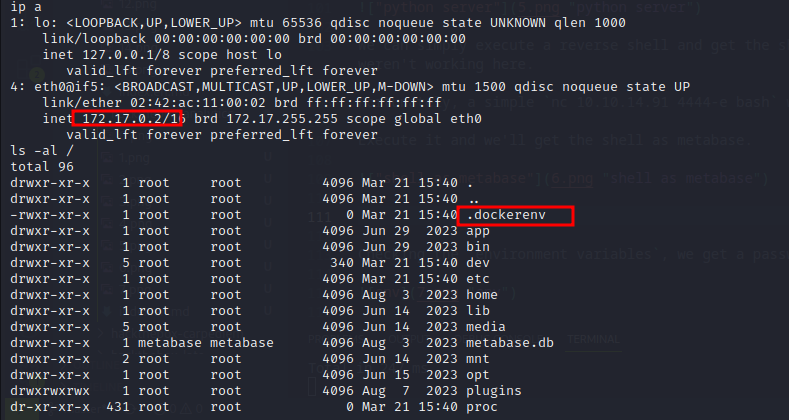 ip a
1: lo: <LOOPBACK,UP,LOWER_UP> mtu 65536 qdisc noqueue state UNKNOWN qlen 1000
    link/loopback 00:00:00:00:00:00 brd 00:00:00:00:00:00
    inet 127.0.0.1/8 scope host lo
       valid_lft forever preferred_lft forever
4: eth0@if5: <BROADCAST,MULTICAST,UP,LOWER_UP,M-DOWN> mtu 1500 qdisc noqueue state UP
    link/ether 02:42:ac:11:00:02 brd ff:ff:ff:ff:ff:ff
    inet 172.17.0.2/16 brd 172.17.255.255 scope global eth0
       valid_lft forever preferred_lft forever
ls -al /
total 96
drwxr-xr-x    1 root     root          4096 Mar 21 15:40 .
drwxr-xr-x    1 root     root          4096 Mar 21 15:40 ..
-rwxr-xr-x    1 root     root             0 Mar 21 15:40 .dockerenv
drwxr-xr-x    1 root     root          4096 Jun 29  2023 app
drwxr-xr-x    1 root     root          4096 Jun 29  2023 bin
drwxr-xr-x    5 root     root           340 Mar 21 15:40 dev
drwxr-xr-x    1 root     root          4096 Mar 21 15:40 etc
drwxr-xr-x    1 root     root          4096 Aug  3  2023 home
drwxr-xr-x    1 root     root          4096 Jun 14  2023 lib
drwxr-xr-x    5 root     root          4096 Jun 14  2023 media
drwxr-xr-x    1 metabase metabase      4096 Aug  3  2023 metabase.db
drwxr-xr-x    2 root     root          4096 Jun 14  2023 mnt
drwxr-xr-x    1 root     root          4096 Jun 15  2023 opt
drwxrwxrwx    1 root     root          4096 Aug  7  2023 plugins
dr-xr-xr-x  431 root     root             0 Mar 21 15:40 proc